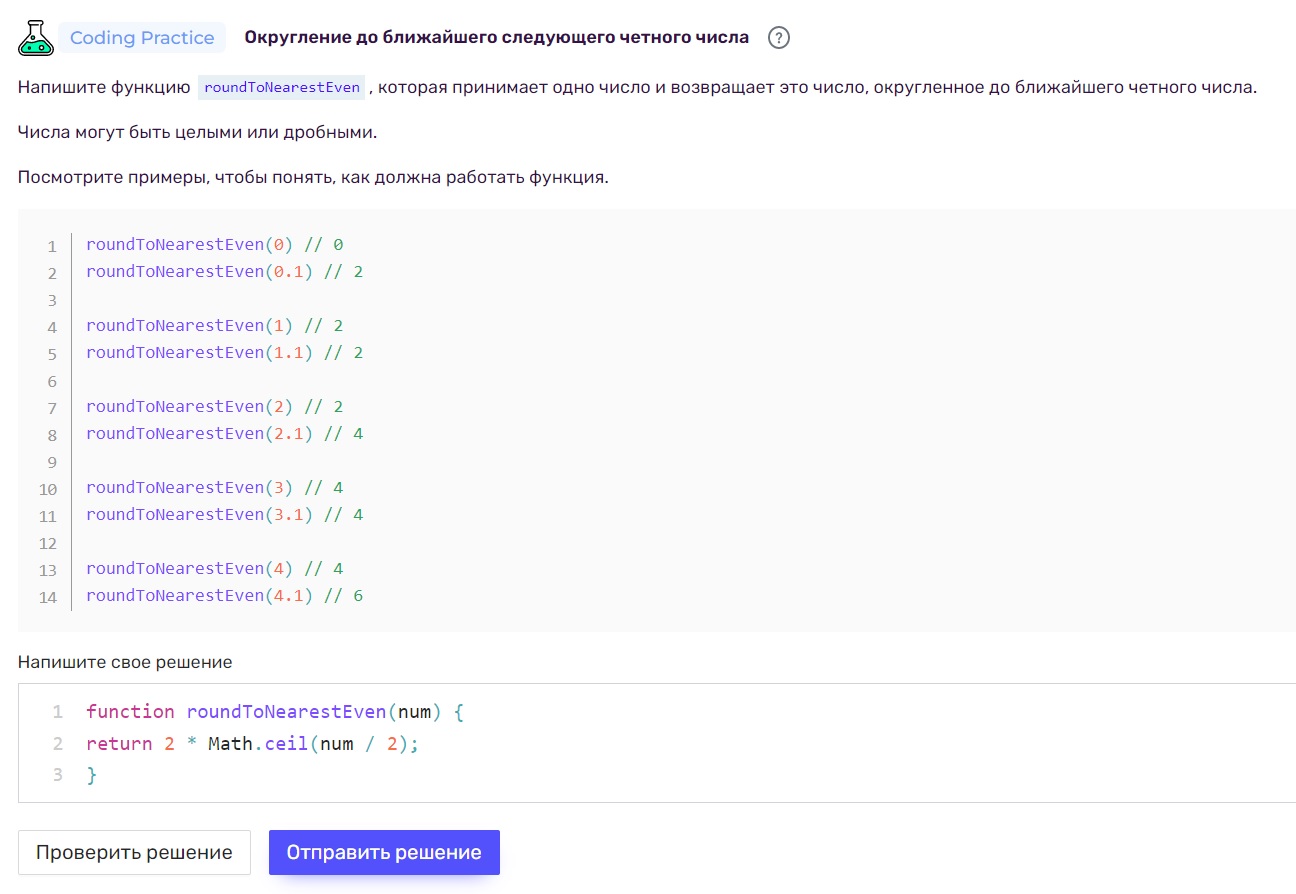 Coding Practice Округление до ближайшего следующего четного числа ?
Напишите функцию roundToNearestEven , которая принимает одно число и возвращает это число, округленное до ближайшего четного числа.
Числа могут быть целыми или дробными.
Посмотрите примеры, чтобы понять, как должна работать функция.
1 roundToNearestEven(0) // 0
2 roundToNearestEven(0.1) // 2
3
4 roundToNearestEven(1) // 2
5 roundToNearestEven(1.1) // 2
6
7 roundToNearestEven(2) // 2
8 roundToNearestEven(2.1) // 4
9
10 roundToNearestEven(3) // 4
11 roundToNearestEven(3.1) // 4
12
13 roundToNearestEven(4) // 4
14 roundToNearestEven(4.1) // 6
Напишите свое решение
1 function roundToNearestEven(num) {
2 return 2 * Math.ceil(num / 2);
3 }
Проверить решение Отправить решение